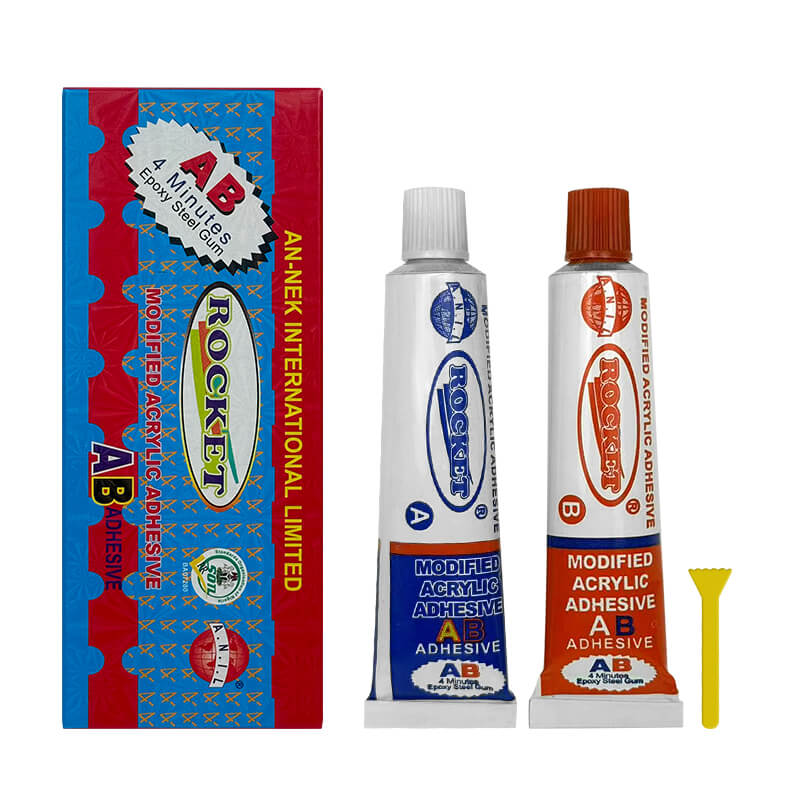 AB
4 Minutes
Epoxy Steel Gum
AN-NEK INTERNATIONAL LIMITED
ROCKET
MODIFIED ACRYLIC ADHESIVE
AB ADHESIVE
SON
A.N.I.L
®
A.N.I.L
MODIFIED ACRYLIC ADHESIVE
ROCKET
®
A
MODIFIED
ACRYLIC
ADHESIVE
AB
ADHESIVE
AB
4 Minutes
Epoxy Steel Gum
A.N.I.L
MODIFIED ACRYLIC ADHESIVE
ROCKET
®
B
MODIFIED
ACRYLIC
ADHESIVE
AB
ADHESIVE
AB
4 Minutes
Epoxy Steel Gum